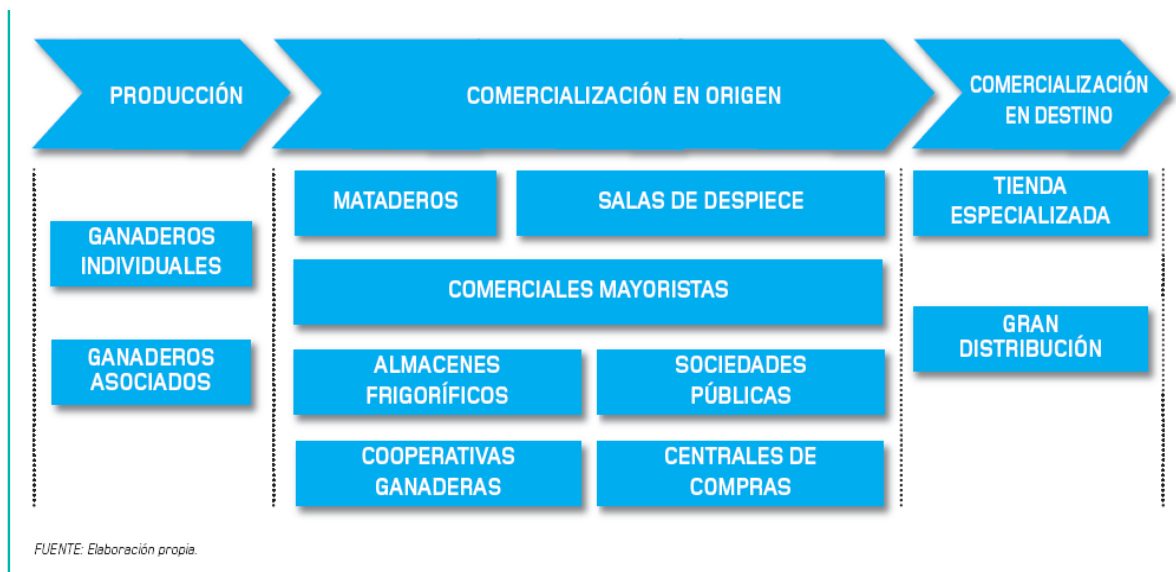 PRODUCCIÓN
COMERCIALIZACIÓN EN ORIGEN
COMERCIALIZACIÓN
EN DESTINO
GANADEROS
INDIVIDUALES
GANADEROS
ASOCIADOS
MATADEROS
SALAS DE DESPIECE
COMERCIALES MAYORISTAS
ALMACENES
FRIGORÍFICOS
SOCIEDADES
PÚBLICAS
COOPERATIVAS
GANADERAS
CENTRALES DE
COMPRAS
TIENDA
ESPECIALIZADA
GRAN
DISTRIBUCIÓN
FUENTE: Elaboración propia.